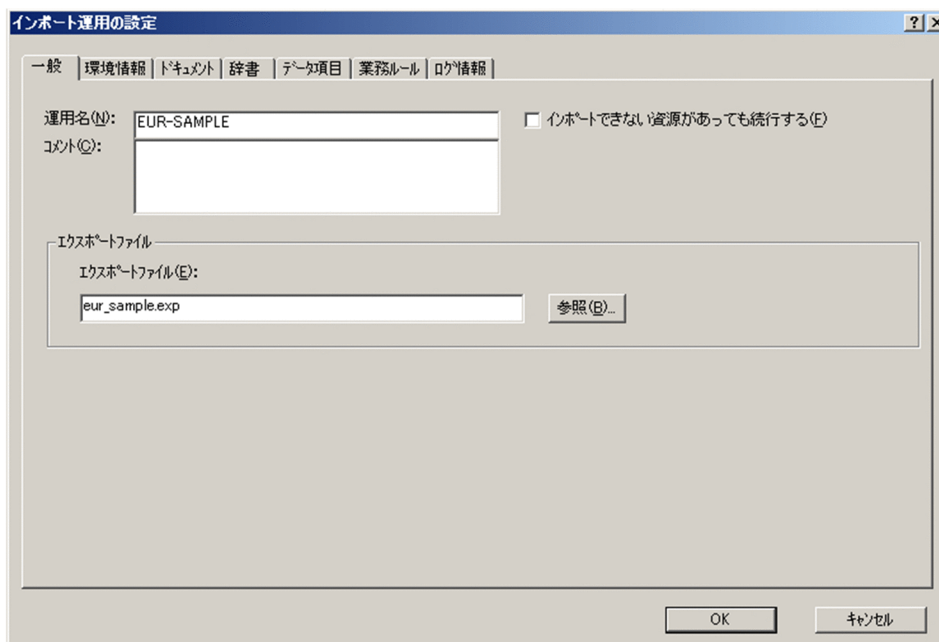 インポート運用の設定
一般 環境情報 ドキュメント 辞書 データ項目 業務ルール ログ情報
運用名(N): EUR-SAMPLE インポートできない資源があっても続行する(F)
コメント(C):
エクスポートファイル
エクスポートファイル(E):
eur_sample.exp 参照(B)...
OK キャンセル